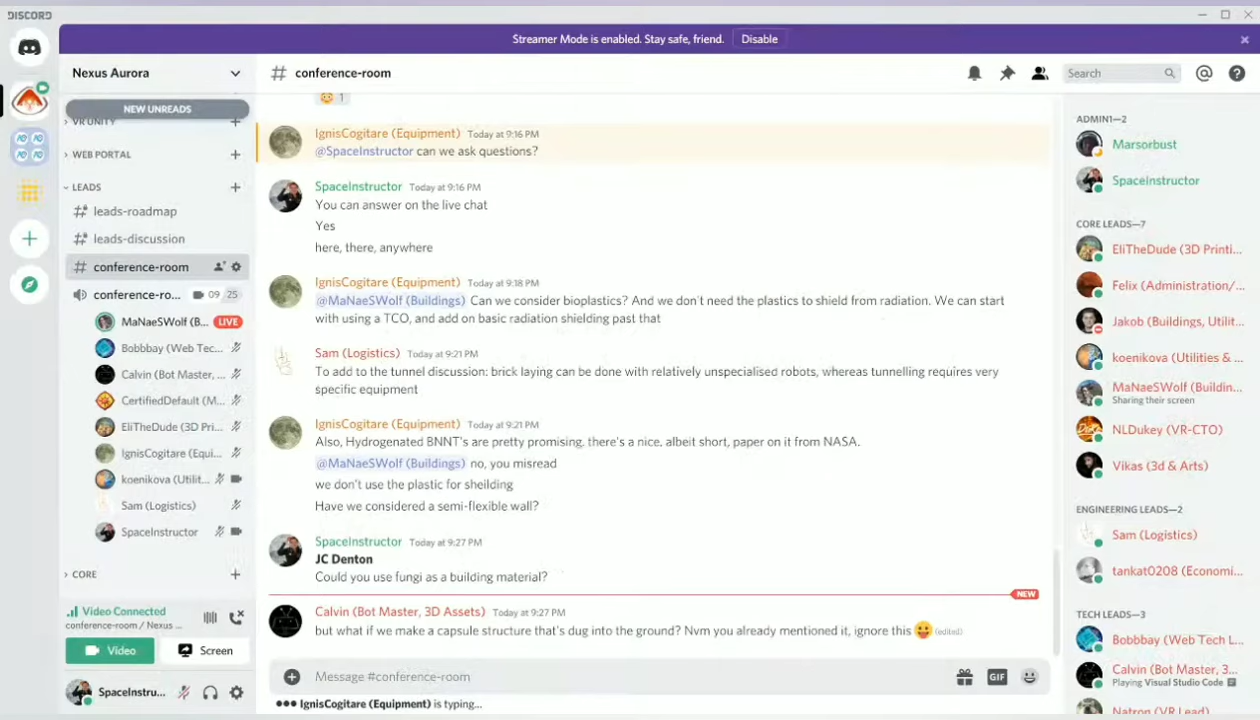 DISCORD
Streamer Mode is enabled. Stay safe, friend. Disable
Nexus Aurora
NEW UNREADS
VR UNITY
WEB PORTAL
LEADS
leads-roadmap
leads-discussion
conference-room
conference-ro... 09 25
MaNaeSWolf (B... LIVE
Bobbbay (Web Tec...
Calvin (Bot Master, ...
CertifiedDefault (M...
EliTheDude (3D Pri...
IgnisCogitare (Equi...
koenikova (Utilit...
Sam (Logistics)
SpaceInstructor
CORE
Video Connected
conference-room / Nexus ...
Video Screen
SpaceInstru...
# conference-room
Search
1
IgnisCogitare (Equipment) Today at 9:16 PM
@SpaceInstructor can we ask questions?
SpaceInstructor Today at 9:16 PM
You can answer on the live chat
Yes
here, there, anywhere
IgnisCogitare (Equipment) Today at 9:18 PM
@MaNaeSWolf (Buildings) Can we consider bioplastics? And we don't need the plastics to shield from radiation. We can start
with using a TCO, and add on basic radiation shielding past that
Sam (Logistics) Today at 9:21 PM
To add to the tunnel discussion: brick laying can be done with relatively unspecialised robots, whereas tunnelling requires very
specific equipment
IgnisCogitare (Equipment) Today at 9:21 PM
Also, Hydrogenated BNNT's are pretty promising. there's a nice, albeit short, paper on it from NASA.
@MaNaeSWolf (Buildings) no, you misread
we don't use the plastic for sheilding
Have we considered a semi-flexible wall?
SpaceInstructor Today at 9:27 PM
JC Denton
Could you use fungi as a building material?
NEW
Calvin (Bot Master, 3D Assets) Today at 9:27 PM
but what if we make a capsule structure that's dug into the ground? Nvm you already mentioned it, ignore this 😛 (edited)
Message #conference-room
GIF
IgnisCogitare (Equipment) is typing...
ADMIN1—2
Marsorbust
SpaceInstructor
CORE LEADS—7
EliTheDude (3D Printi...
Felix (Administration/...
Jakob (Buildings, Utilit...
koenikova (Utilities & ...
MaNaeSWolf (Buildin...
Sharing their screen
NLDukey (VR-CTO)
Vikas (3d & Arts)
ENGINEERING LEADS—2
Sam (Logistics)
tankat0208 (Economi...
TECH LEADS—3
Bobbbay (Web Tech L...
Calvin (Bot Master, 3...
Playing Visual Studio Code
Natron (VR Lead)